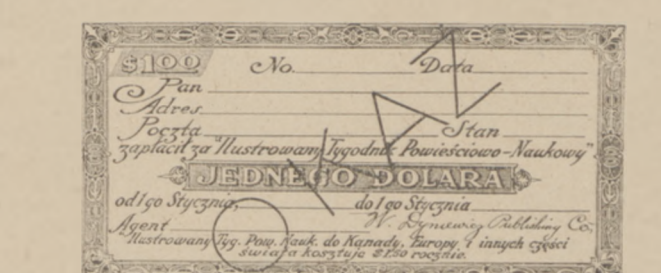 $1.00 No. Data
Pan
Adres
Poczta Stan
zapłacił za "Ilustrowany Tygodnik Powieściowo-Naukowy"
JEDNEGO DOLARA
od 1go Stycznia, do 1go Stycznia
Agent W. Dyniewicz Publishing Co.
Ilustrowany Tyg. Pow. Nauk. do Kanady, Europy i innych części
świata kosztuje $1.50 rocznie.